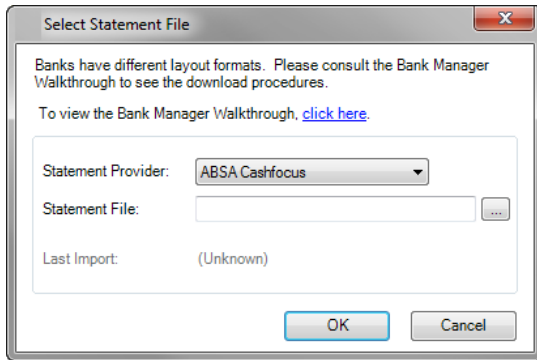 Select Statement File
Banks have different layout formats.  Please consult the Bank Manager
Walkthrough to see the download procedures.
To view the Bank Manager Walkthrough, click here.
Statement Provider: ABSA Cashfocus
Statement File: ...
Last Import: (Unknown)
OK Cancel